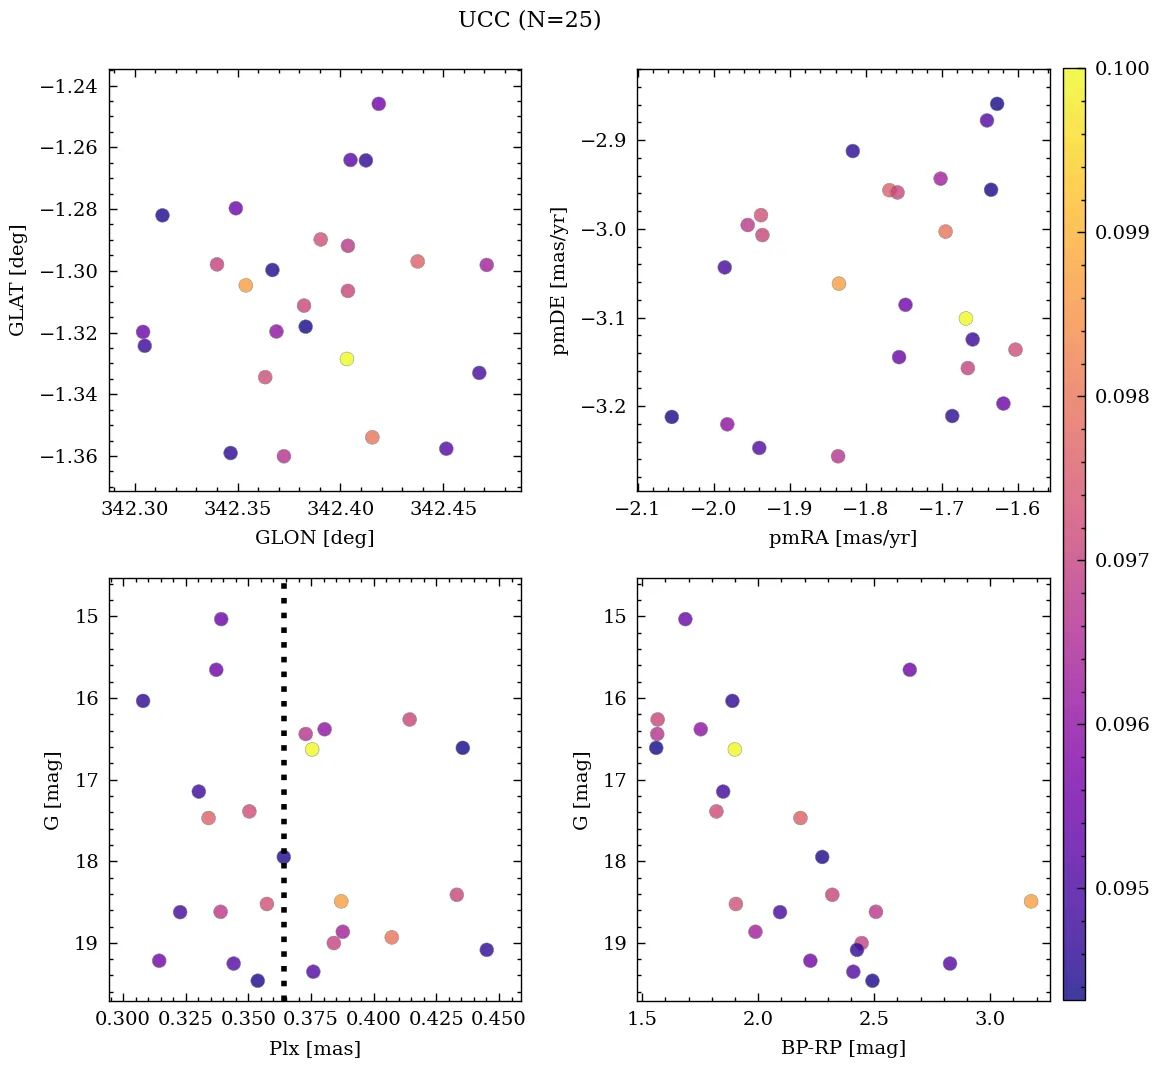 UCC (N=25)
−1.24
−1.26
−1.28
−1.30
−1.32
−1.34
−1.36
GLAT [deg]
342.30 342.35 342.40 342.45
GLON [deg]
−2.9
−3.0
−3.1
−3.2
pmDE [mas/yr]
−2.1 −2.0 −1.9 −1.8 −1.7 −1.6
pmRA [mas/yr]
15
16
17
18
19
G [mag]
0.300 0.325 0.350 0.375 0.400 0.425 0.450
Plx [mas]
15
16
17
18
19
G [mag]
1.5 2.0 2.5 3.0
BP-RP [mag]
0.100
0.099
0.098
0.097
0.096
0.095